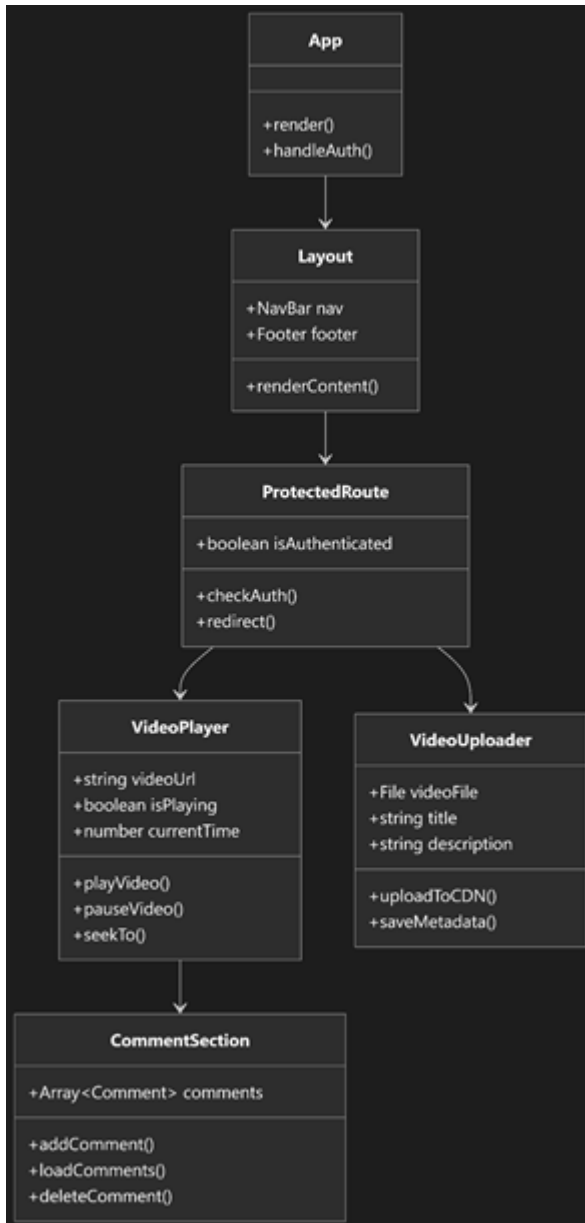 App
+render()
+handleAuth()
Layout
+NavBar nav
+Footer footer
+renderContent()
ProtectedRoute
+boolean isAuthenticated
+checkAuth()
+redirect()
VideoPlayer
+string videoUrl
+boolean isPlaying
+number currentTime
+playVideo()
+pauseVideo()
+seekTo()
VideoUploader
+File videoFile
+string title
+string description
+uploadToCDN()
+saveMetadata()
CommentSection
+Array<Comment> comments
+addComment()
+loadComments()
+deleteComment()